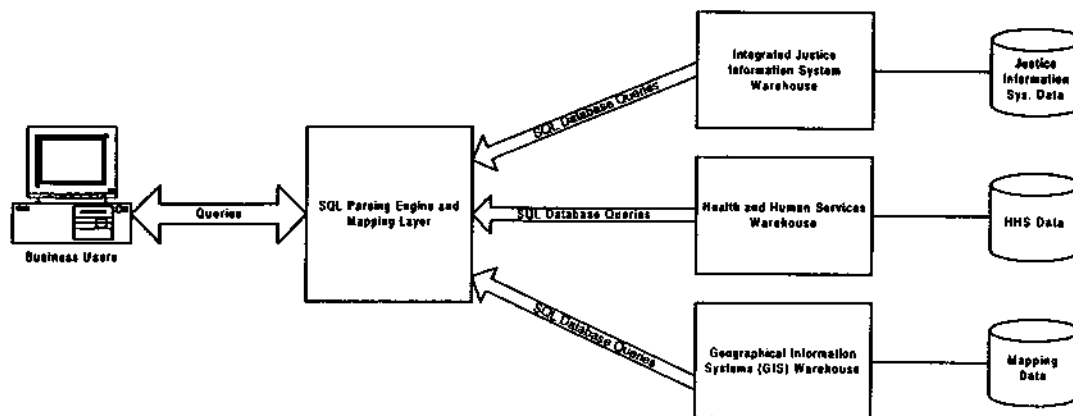 Integrated Justice
Information System
Warehouse
Justice
Information
Sys. Data
SQL Database Queries
Queries
SQL Parsing Engine and
Mapping Layer
SQL Database Queries
Health and Human Services
Warehouse
HHS Data
Business Users
SQL Database Queries
Geographical Information
Systems (GIS) Warehouse
Mapping
Data